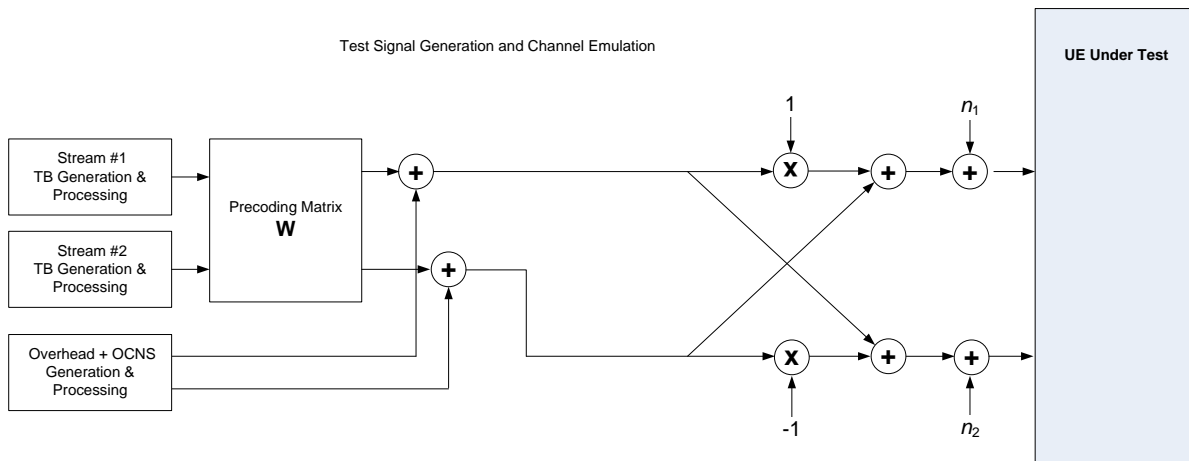 Test Signal Generation and Channel Emulation
UE Under Test
1
n1
Stream #1
TB Generation &
Processing
+
x
+
+
Precoding Matrix
W
Stream #2
TB Generation &
Processing
+
Overhead + OCNS
Generation &
Processing
x
+
+
-1
n2